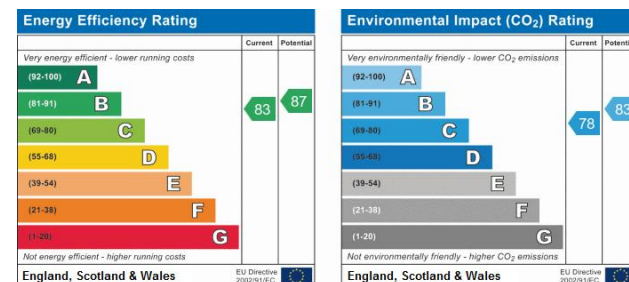 Energy Efficiency Rating
Current Potential
Very energy efficient - lower running costs
(92-100) A
(81-91) B
83 87
(69-80) C
(55-68) D
(39-54) E
(21-38) F
(1-20) G
Not energy efficient - higher running costs
England, Scotland & Wales
EU Directive
2002/91/EC
Environmental Impact (CO₂) Rating
Current Potenti
Very environmentally friendly - lower CO₂ emissions
(92-100) A
(81-91) B
83
(69-80) C
78
(55-68) D
(39-54) E
(21-38) F
(1-20) G
Not environmentally friendly - higher CO₂ emissions
England, Scotland & Wales
EU Directive
2002/91/EC